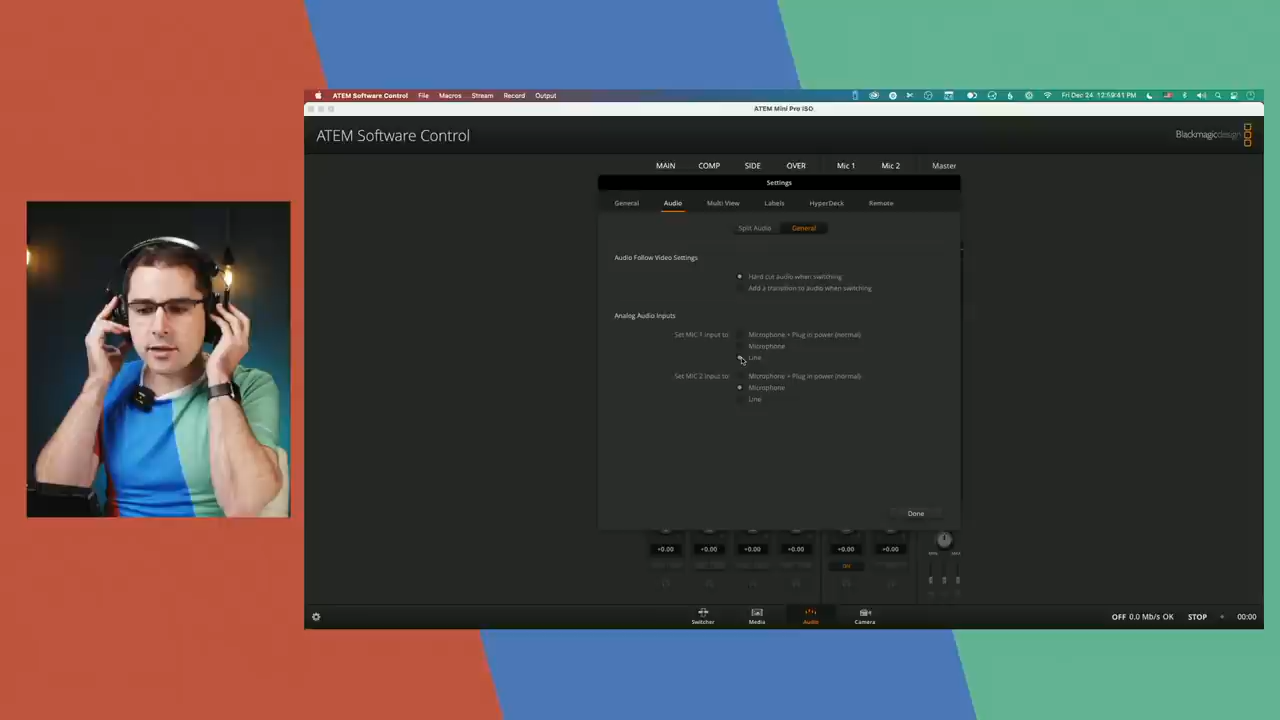 ATEM Software Control File Macros Stream Record Output Fri Dec 24 12:59:41 PM
ATEM Mini Pro ISO
ATEM Software Control
Blackmagicdesign
MAIN COMP SIDE OVER Mic 1 Mic 2 Master
Settings
General Audio Multi View Labels HyperDeck Remote
Split Audio General
Audio Follow Video Settings
Hard cut audio when switching
Add a transition to audio when switching
Analog Audio Inputs
Set MIC 1 input to: Microphone + Plug in power (normal)
Microphone
Line
Set MIC 2 input to: Microphone + Plug in power (normal)
Microphone
Line
Done
+0.00 +0.00 +0.00 +0.00 +0.00 +0.00
ON
Switcher Media Audio Camera
OFF 0.0 Mb/s OK STOP 00:00